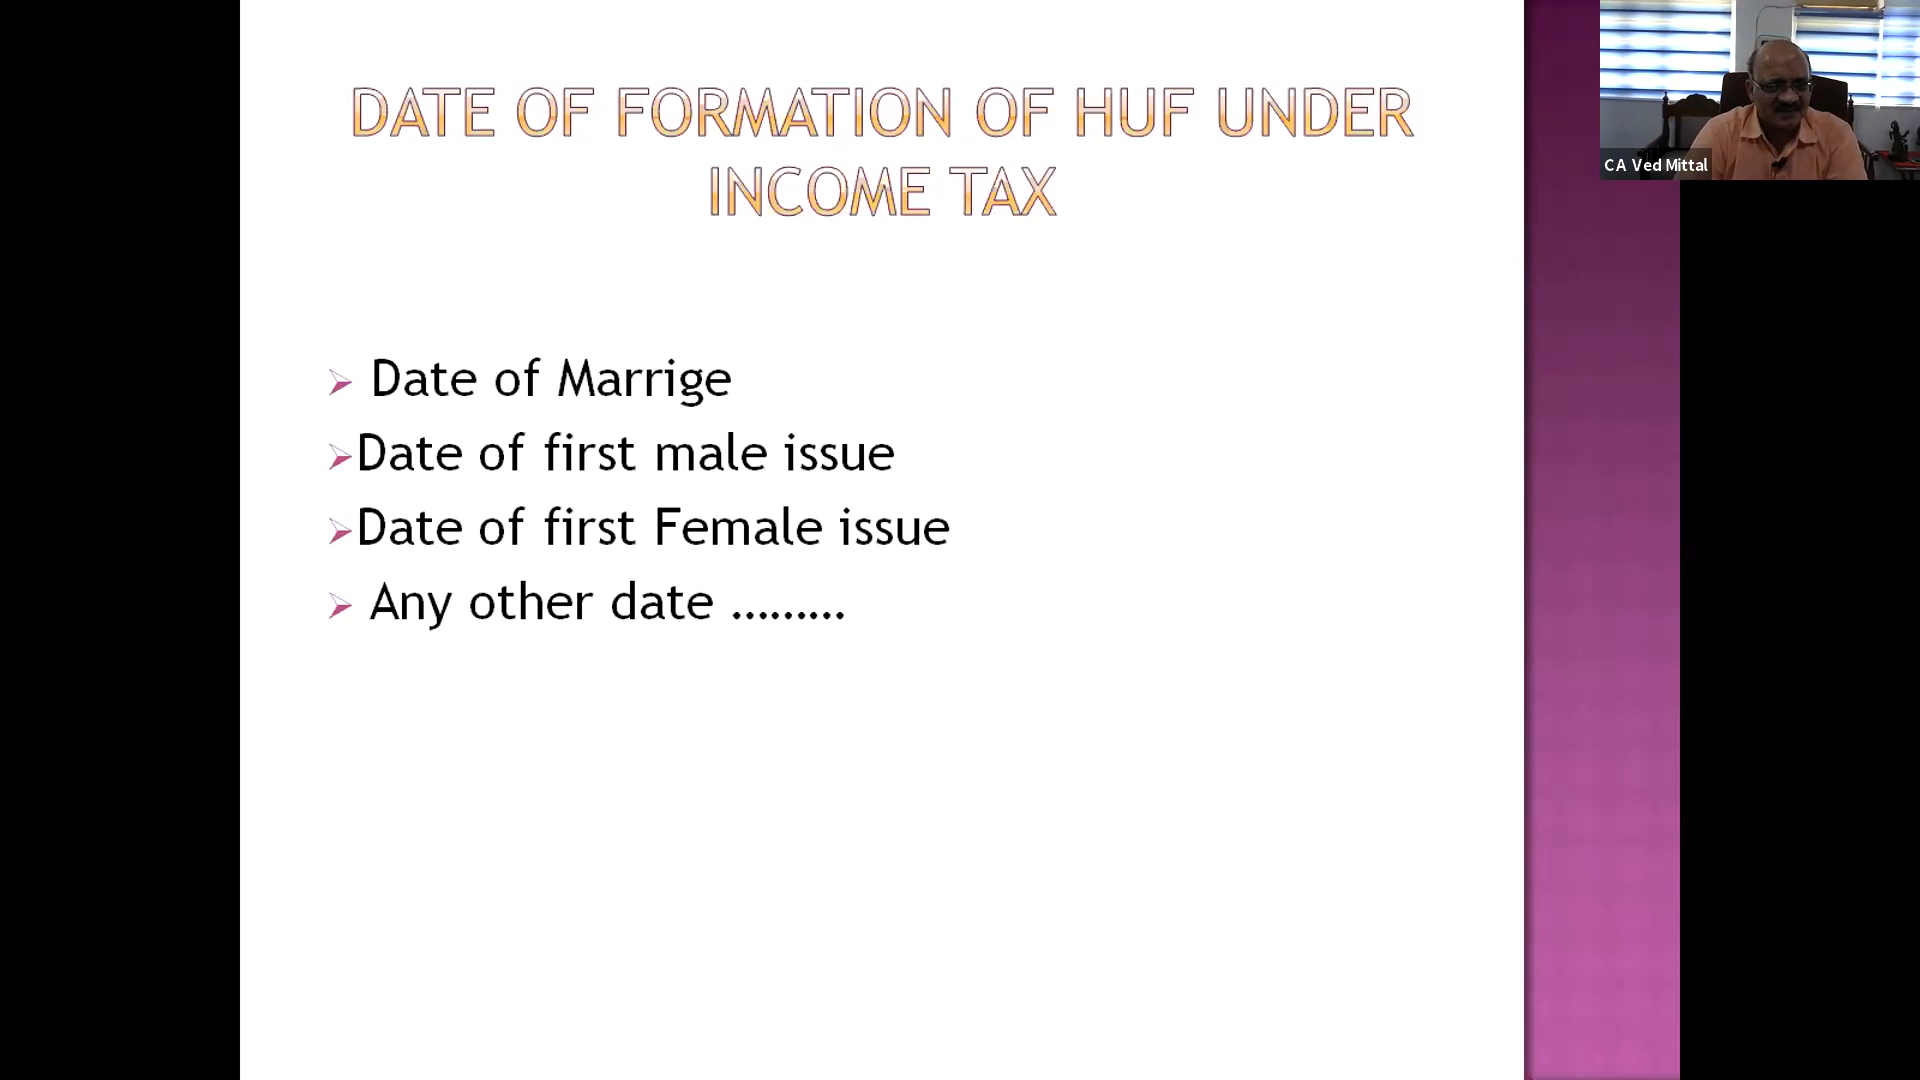 DATE OF FORMATION OF HUF UNDER
INCOME TAX
Date of Marrige
Date of first male issue
Date of first Female issue
Any other date .........
CA Ved Mittal